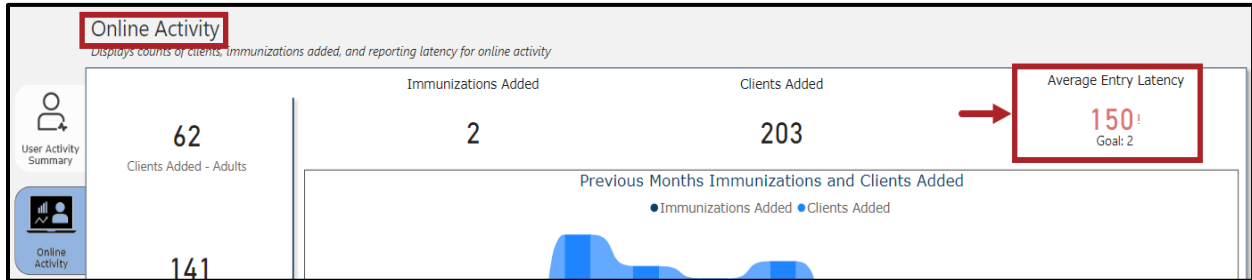 Online Activity
Displays counts of clients, immunizations added, and reporting latency for online activity
User Activity
Summary
Online
Activity
62
Clients Added - Adults
141
Immunizations Added
2
Clients Added
203
Average Entry Latency
150!
Goal: 2
Previous Months Immunizations and Clients Added
Immunizations Added Clients Added